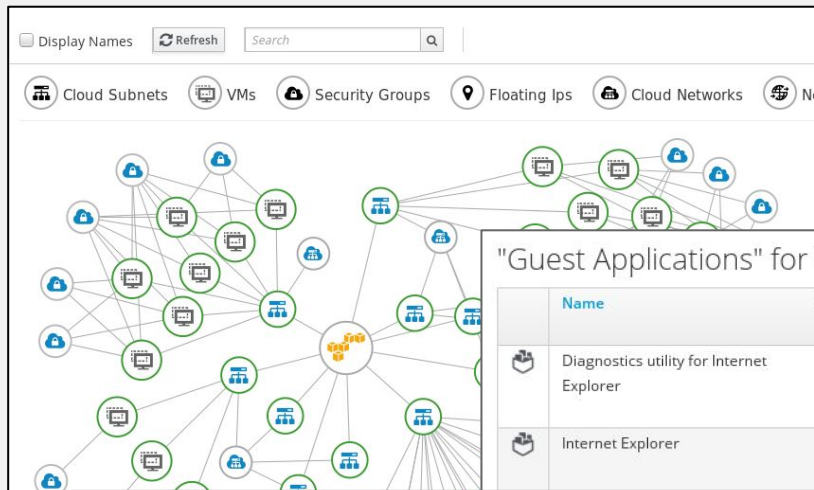 Display Names Refresh Search
Cloud Subnets VMs Security Groups Floating Ips Cloud Networks
"Guest Applications" for
Name
Diagnostics utility for Internet
Explorer
Internet Explorer